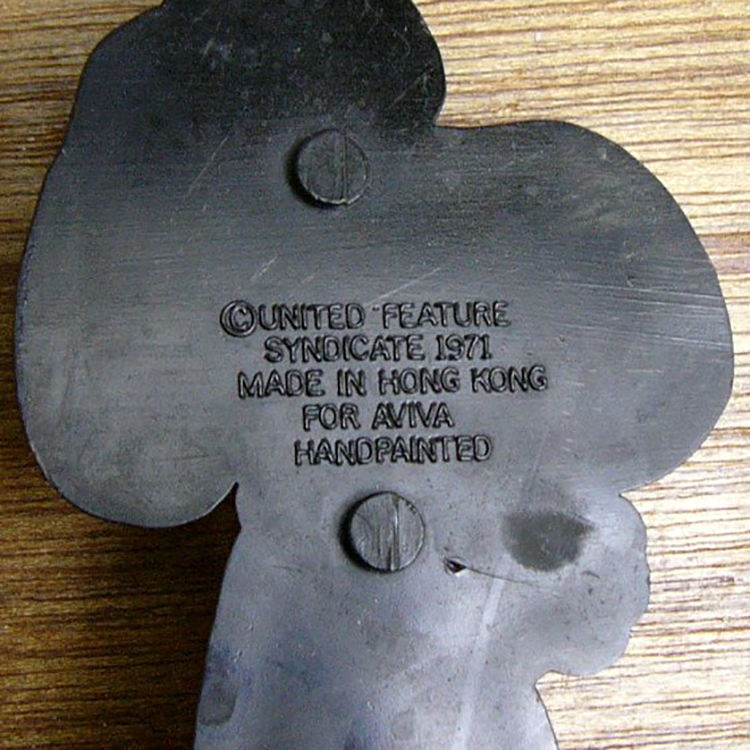 ©UNITED FEATURE
SYNDICATE 1971
MADE IN HONG KONG
FOR AVIVA
HANDPAINTED